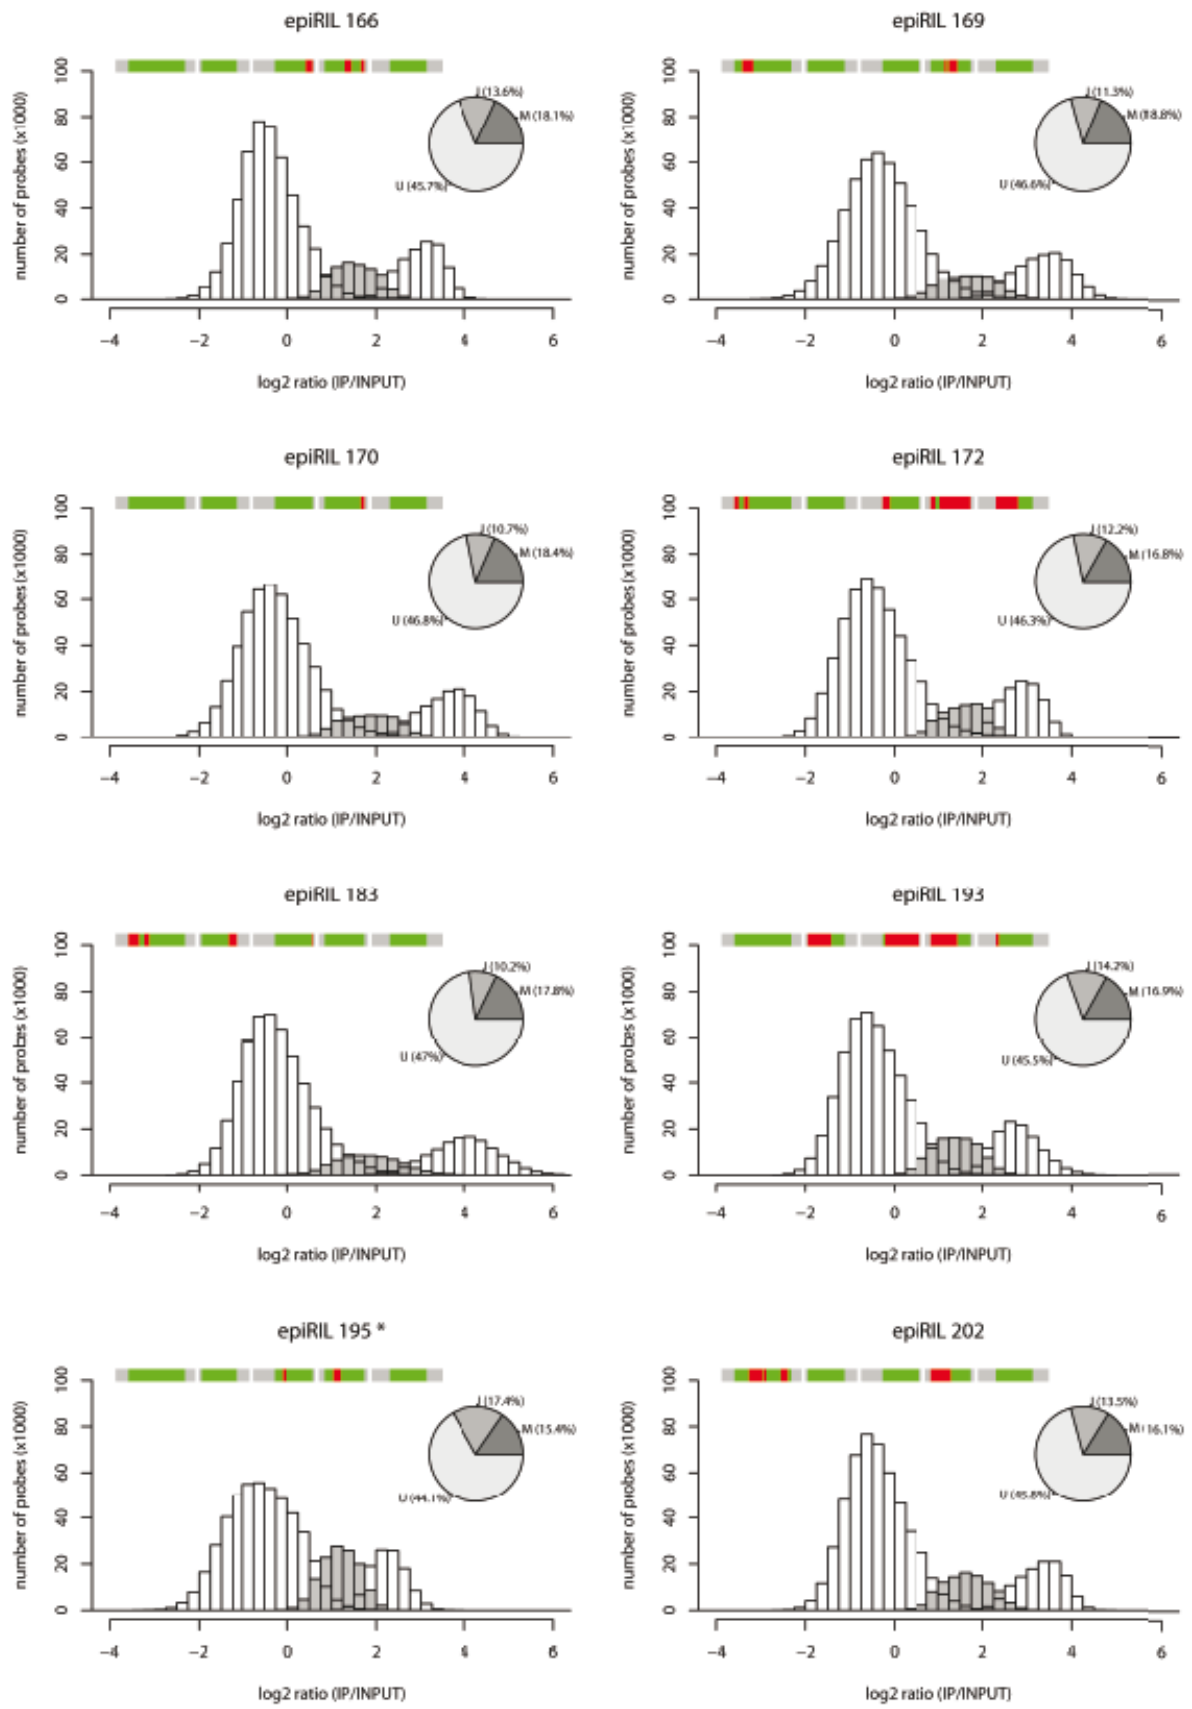 epiRIL 166
number of probes (x1000)
0 20 40 60 80 100
I (13.6%)
M (18.1%)
U (45.7%)
−4 −2 0 2 4 6
log2 ratio (IP/INPUT)
epiRIL 169
number of probes (x1000)
0 20 40 60 80 100
I (11.3%)
M (18.8%)
U (46.6%)
−4 −2 0 2 4 6
log2 ratio (IP/INPUT)
epiRIL 170
number of probes (x1000)
0 20 40 60 80 100
I (10.7%)
M (18.4%)
U (46.8%)
−4 −2 0 2 4 6
log2 ratio (IP/INPUT)
epiRIL 172
number of probes (x1000)
0 20 40 60 80 100
I (12.2%)
M (16.8%)
U (46.3%)
−4 −2 0 2 4 6
log2 ratio (IP/INPUT)
epiRIL 183
number of probes (x1000)
0 20 40 60 80 100
I (10.2%)
M (17.8%)
U (47%)
−4 −2 0 2 4 6
log2 ratio (IP/INPUT)
epiRIL 193
number of probes (x1000)
0 20 40 60 80 100
I (14.2%)
M (16.9%)
U (45.5%)
−4 −2 0 2 4 6
log2 ratio (IP/INPUT)
epiRIL 195 *
number of probes (x1000)
0 20 40 60 80 100
I (17.4%)
M (15.4%)
U (44.1%)
−4 −2 0 2 4 6
log2 ratio (IP/INPUT)
epiRIL 202
number of probes (x1000)
0 20 40 60 80 100
I (13.5%)
M (16.1%)
U (45.8%)
−4 −2 0 2 4 6
log2 ratio (IP/INPUT)